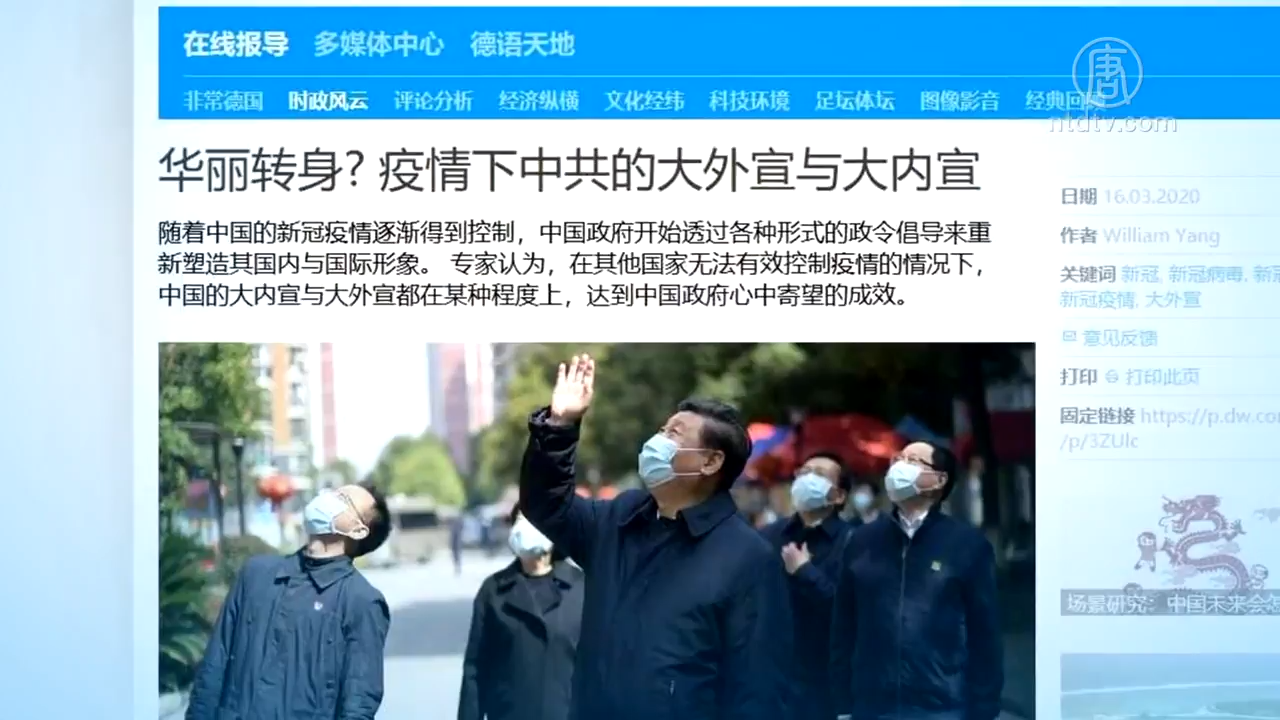 在线报导 多媒体中心 德语天地
唐
非常德国 时政风云 评论分析 经济纵横 文化经纬 科技环境 足坛体坛 图像影音 经典回顾
ntdtv.com
华丽转身? 疫情下中共的大外宣与大内宣
随着中国的新冠疫情逐渐得到控制，中国政府开始透过各种形式的政令倡导来重
新塑造其国内与国际形象。 专家认为，在其他国家无法有效控制疫情的情况下，
中国的大内宣与大外宣都在某种程度上，达到中国政府心中寄望的成效。
日期 16.03.2020
作者 William Yang
关键词 新冠, 新冠病毒, 新冠
新冠疫情, 大外宣
意见反馈
打印 打印此页
固定链接 https://p.dw.com
/p/3ZUlc
场景研究：中国未来会怎